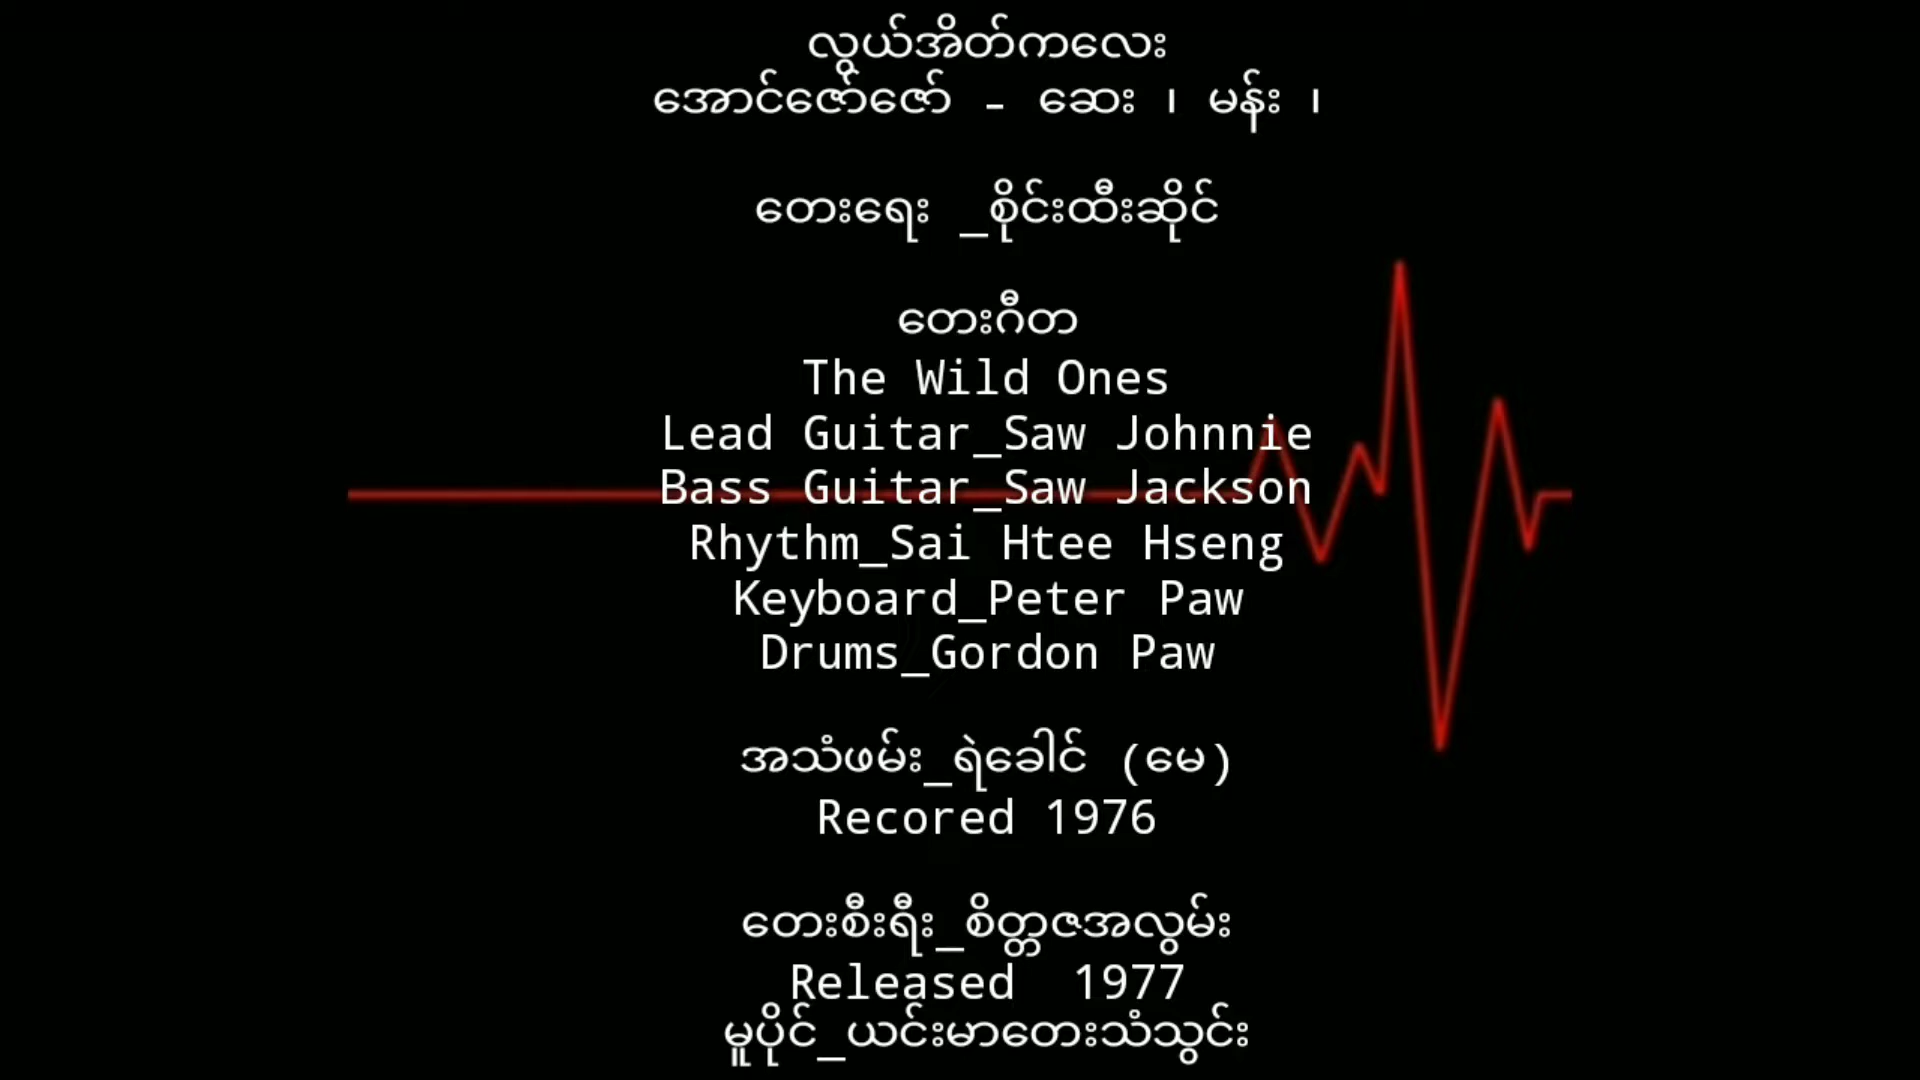 လွယ်အိတ်ကလေး
အောင်ဇော်ဇော် - ဆေး ၊ မန်း ၊
တေးရေး _စိုင်းထီးဆိုင်
တေးဂီတ
The Wild Ones
Lead Guitar_Saw Johnnie
Bass Guitar_Saw Jackson
Rhythm_Sai Htee Hseng
Keyboard_Peter Paw
Drums_Gordon Paw
အသံဖမ်း_ရဲခေါင် (မေ)
Recored 1976
တေးစီးရီး_စိတ္တဇအလွမ်း
Released  1977
မူပိုင်_ယင်းမာတေးသံသွင်း